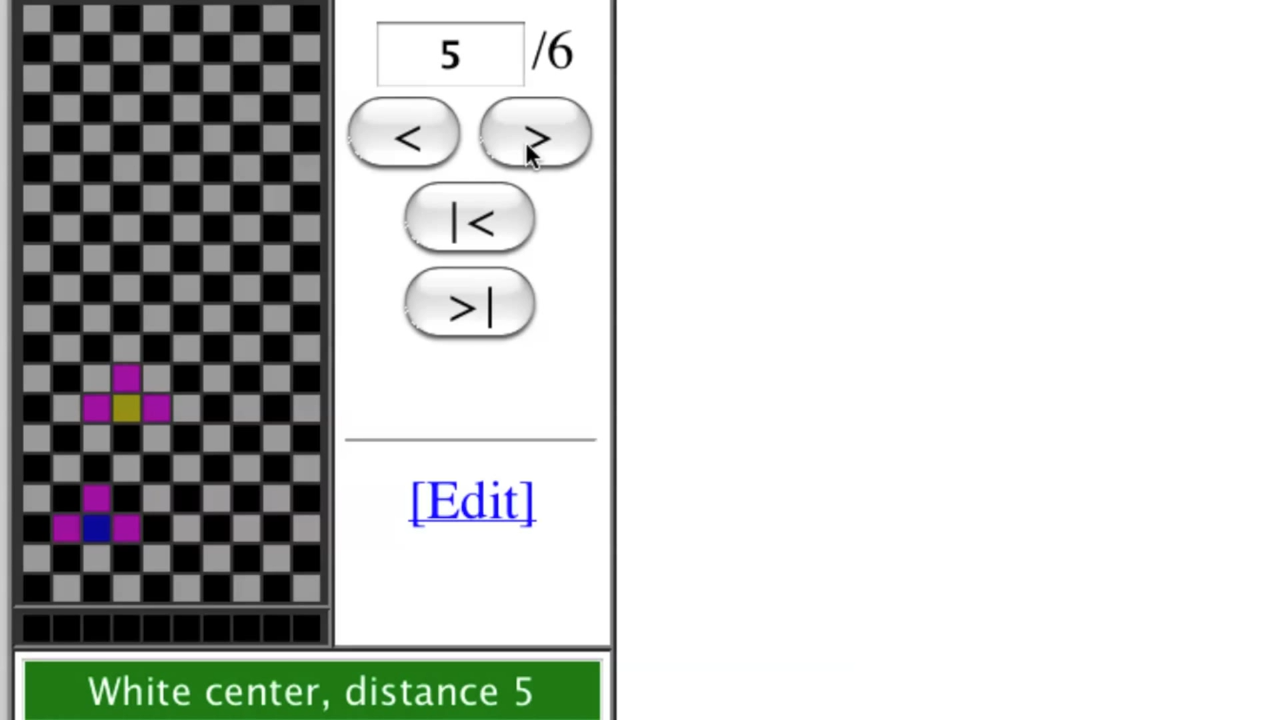 5 /6
< >
|<
>|
[Edit]
White center, distance 5